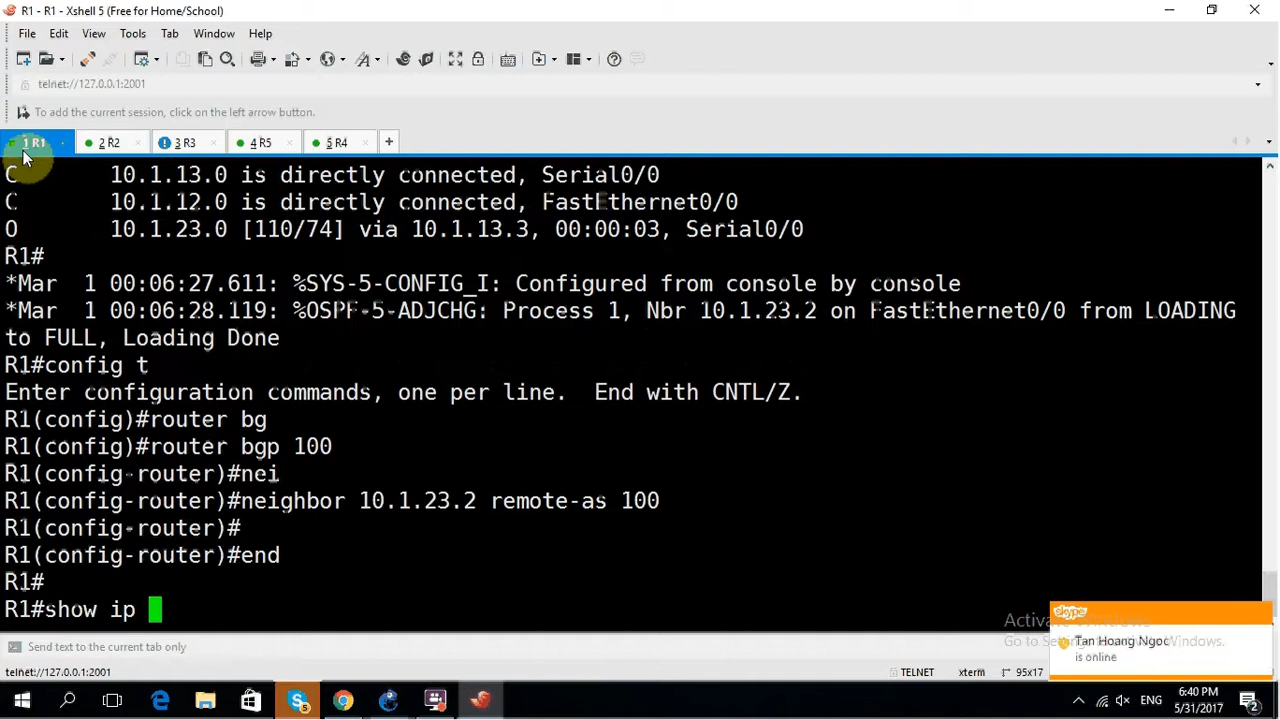 R1 - R1 - Xshell 5 (Free for Home/School)
File Edit View Tools Tab Window Help
telnet://127.0.0.1:2001
To add the current session, click on the left arrow button.
1 R1 2 R2 3 R3 4 R5 5 R4
C 10.1.13.0 is directly connected, Serial0/0
C 10.1.12.0 is directly connected, FastEthernet0/0
O 10.1.23.0 [110/74] via 10.1.13.3, 00:00:03, Serial0/0
R1#
*Mar 1 00:06:27.611: %SYS-5-CONFIG_I: Configured from console by console
*Mar 1 00:06:28.119: %OSPF-5-ADJCHG: Process 1, Nbr 10.1.23.2 on FastEthernet0/0 from LOADING
to FULL, Loading Done
R1#config t
Enter configuration commands, one per line. End with CNTL/Z.
R1(config)#router bg
R1(config)#router bgp 100
R1(config-router)#nei
R1(config-router)#neighbor 10.1.23.2 remote-as 100
R1(config-router)#
R1(config-router)#end
R1#
R1#show ip
skype
Tan Hoang Ngoc
is online
Activate Windows
Go to Settings to activate Windows.
Send text to the current tab only
telnet://127.0.0.1:2001 TELNET xterm 95x17
ENG 6:40 PM
5/31/2017
2